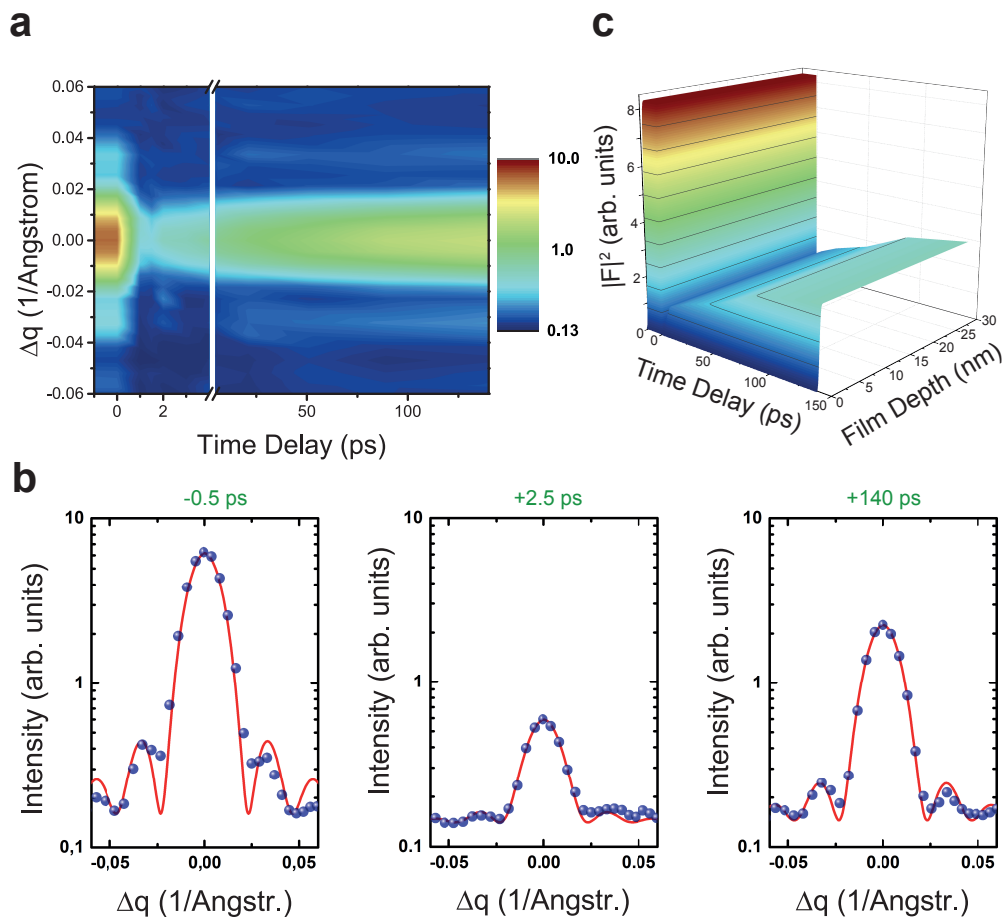 a
0.06
0.04
0.02
0.00
-0.02
-0.04
-0.06
Δq (1/Angstrom)
0 2 50 100
Time Delay (ps)
10.0
1.0
0.13
c
8
6
4
2
0
|F|² (arb. units)
0 50 100 150
Time Delay (ps)
0 5 10 15 20 25 30
Film Depth (nm)
b
-0.5 ps
10
1
0,1
Intensity (arb. units)
-0.05 0,00 0.05
Δq (1/Angstr.)
+2.5 ps
10
1
0.1
Intensity (arb. units)
-0.05 0.00 0.05
Δq (1/Angstr.)
+140 ps
10
1
0.1
Intensity (arb. units)
-0.05 0.00 0.05
Δq (1/Angstr.)